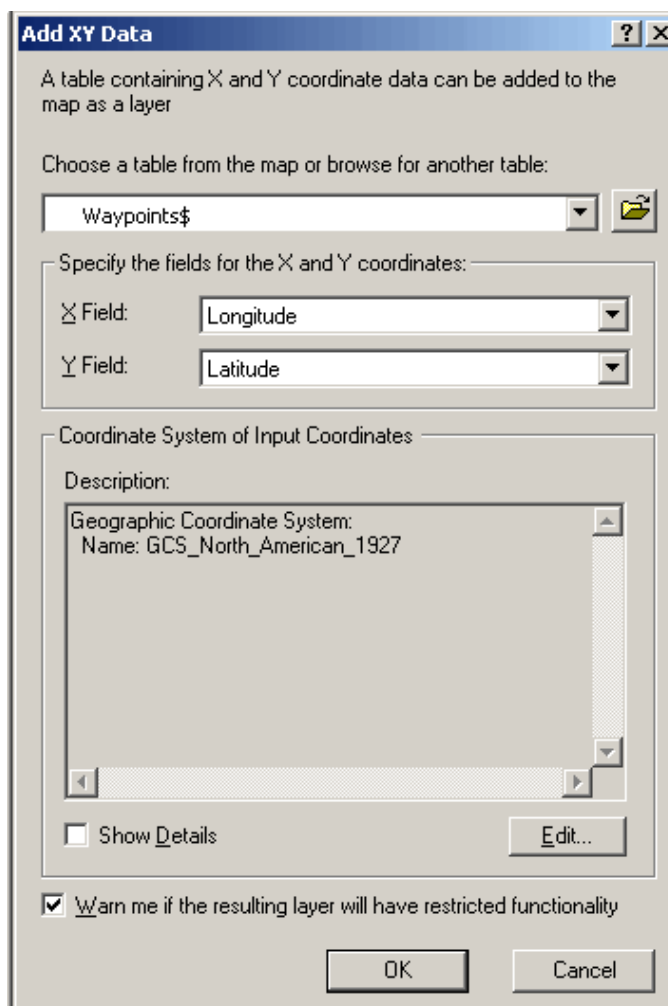 Add XY Data
A table containing X and Y coordinate data can be added to the
map as a layer
Choose a table from the map or browse for another table:
Waypoints$
Specify the fields for the X and Y coordinates:
X Field: Longitude
Y Field: Latitude
Coordinate System of Input Coordinates
Description:
Geographic Coordinate System:
Name: GCS_North_American_1927
Show Details Edit...
Warn me if the resulting layer will have restricted functionality
OK Cancel